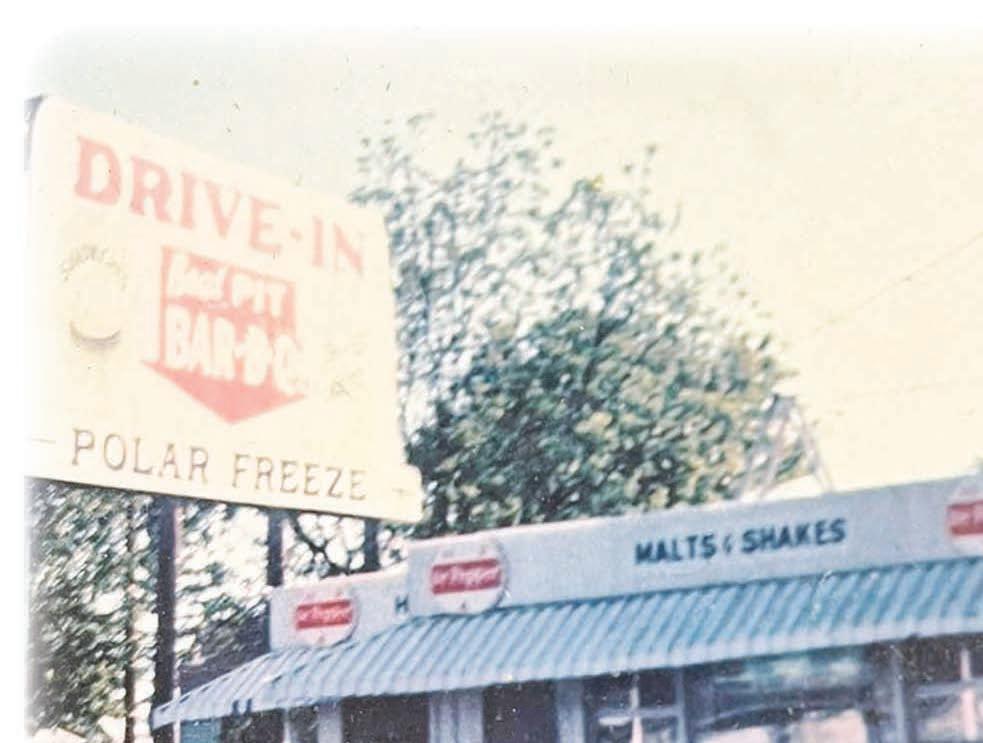 DRIVE-IN
PIT
BAR-B-Q
POLAR FREEZE
MALTS & SHAKES
Dr Pepper
Dr Pepper
H